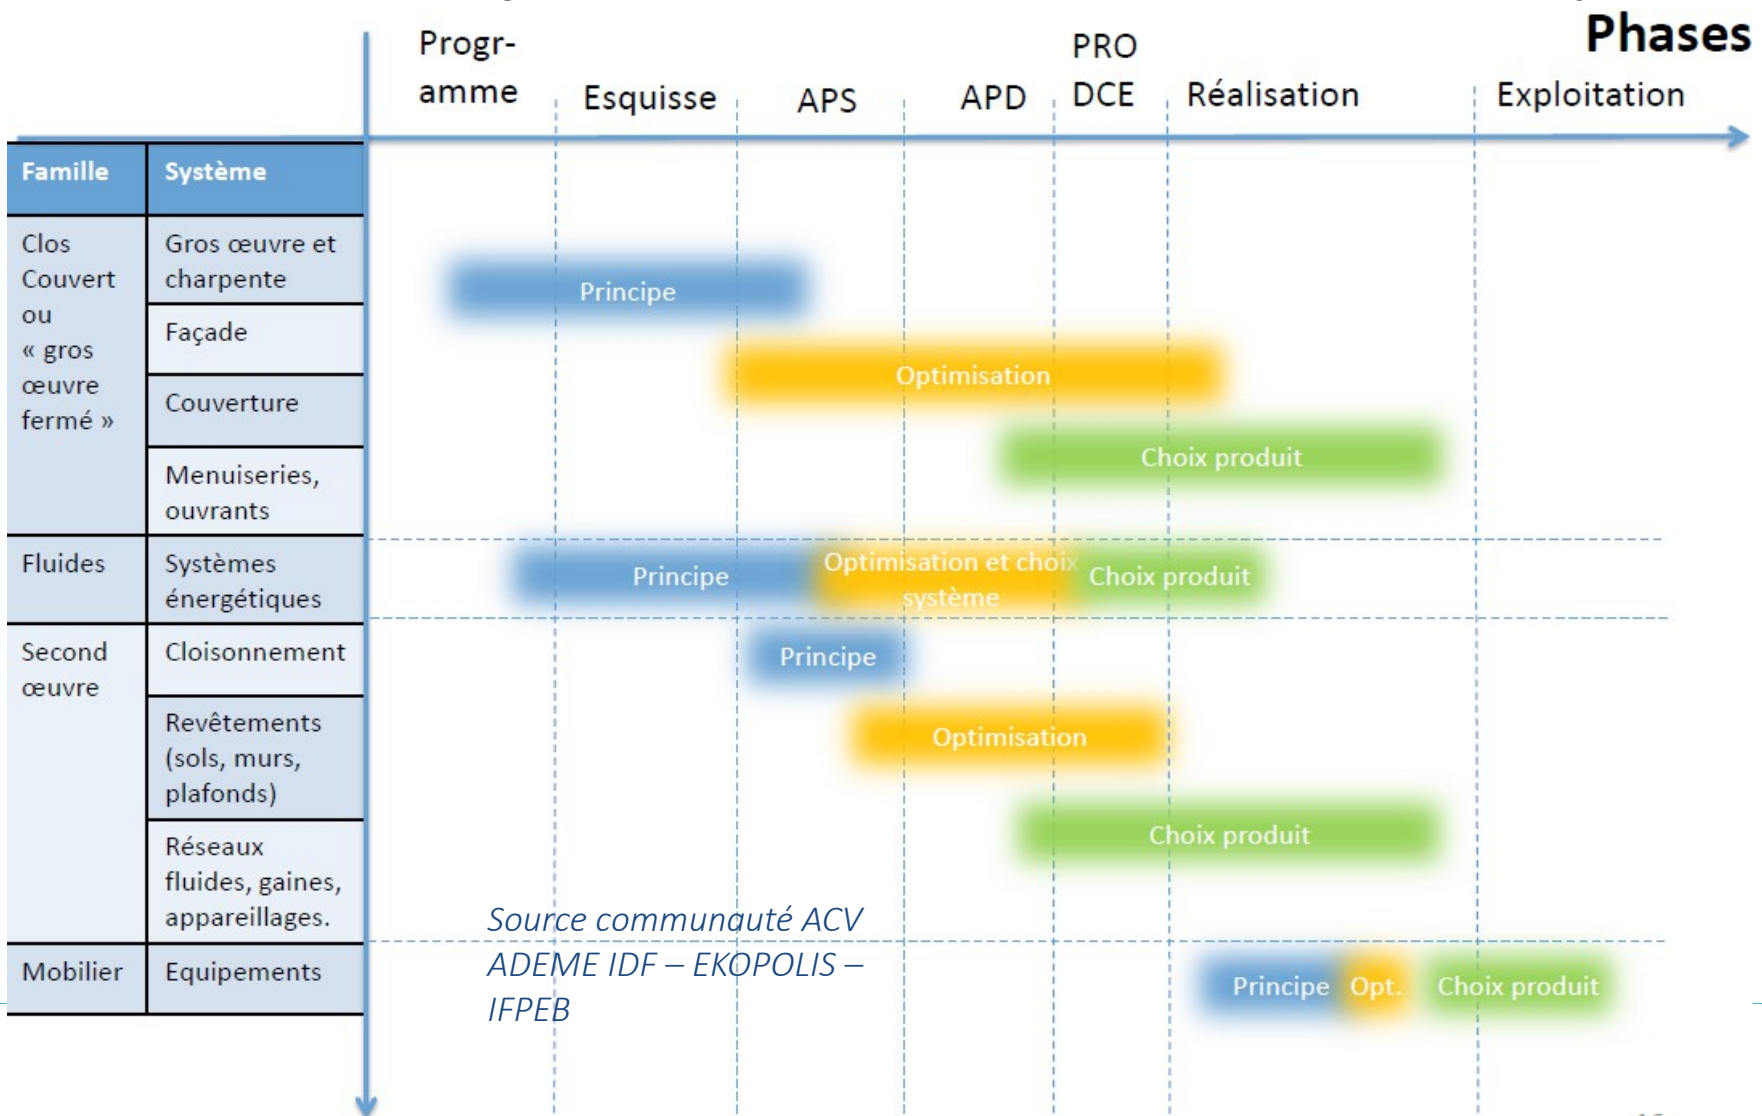 Phases
Progr-
amme
Esquisse
APS
APD
PRO
DCE
Réalisation
Exploitation
Famille
Système
Clos
Couvert
ou
« gros
œuvre
fermé »
Gros œuvre et
charpente
Façade
Couverture
Menuiseries,
ouvrants
Principe
Optimisation
Choix produit
Fluides
Systèmes
énergétiques
Principe
Optimisation et choix
système
Choix produit
Second
œuvre
Cloisonnement
Revêtements
(sols, murs,
plafonds)
Réseaux
fluides, gaines,
appareillages.
Principe
Optimisation
Choix produit
Source communauté ACV
ADEME IDF – EKOPOLIS –
IFPEB
Mobilier
Equipements
Principe
Opt.
Choix produit